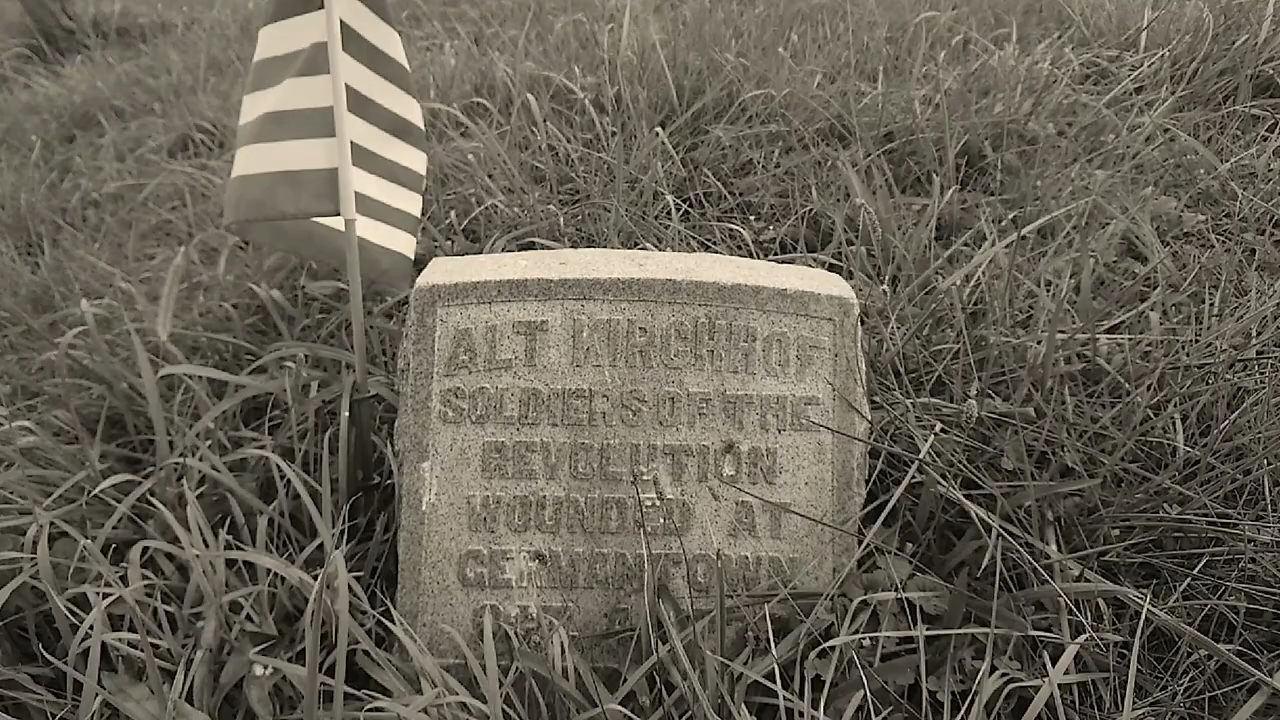 ALT KIRCHHOF
SOLDIERS OF THE
REVOLUTION
WOUNDED AT
GERMANTOWN